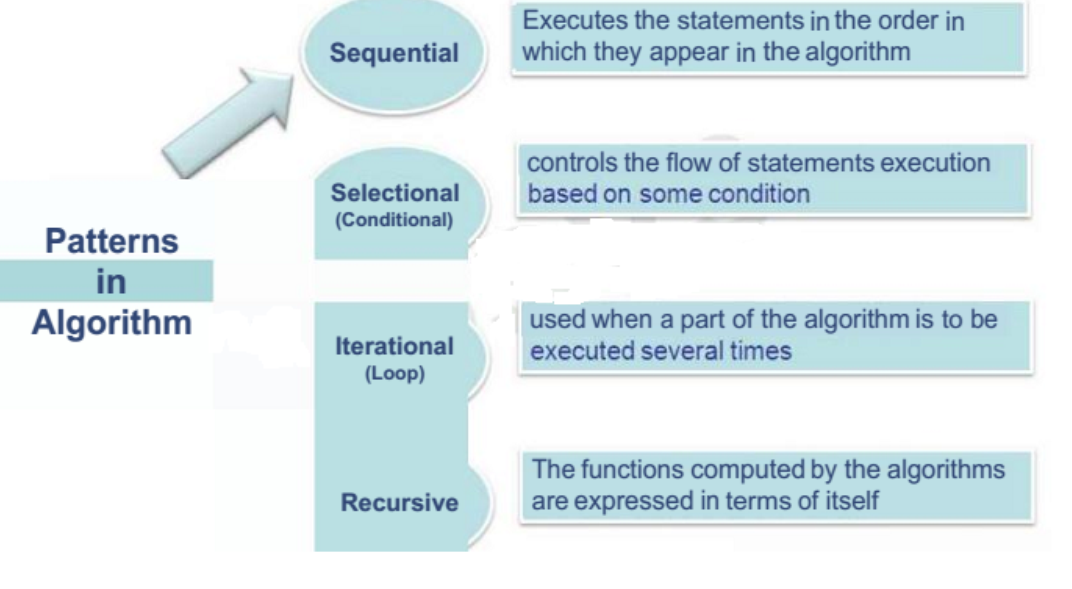 Sequential
Executes the statements in the order in
which they appear in the algorithm
Selectional
(Conditional)
controls the flow of statements execution
based on some condition
Patterns
in
Algorithm
Iterational
(Loop)
used when a part of the algorithm is to be
executed several times
Recursive
The functions computed by the algorithms
are expressed in terms of itself